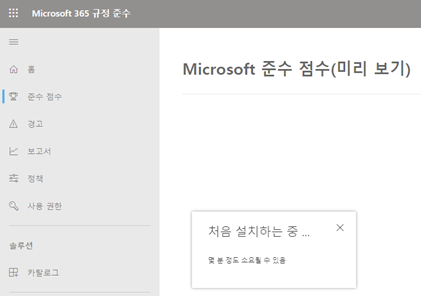 Microsoft 365 규정 준수
홈
준수 점수
경고
보고서
정책
사용 권한
솔루션
카탈로그
Microsoft 준수 점수(미리 보기)
처음 설치하는 중 ...
몇 분 정도 소요될 수 있음